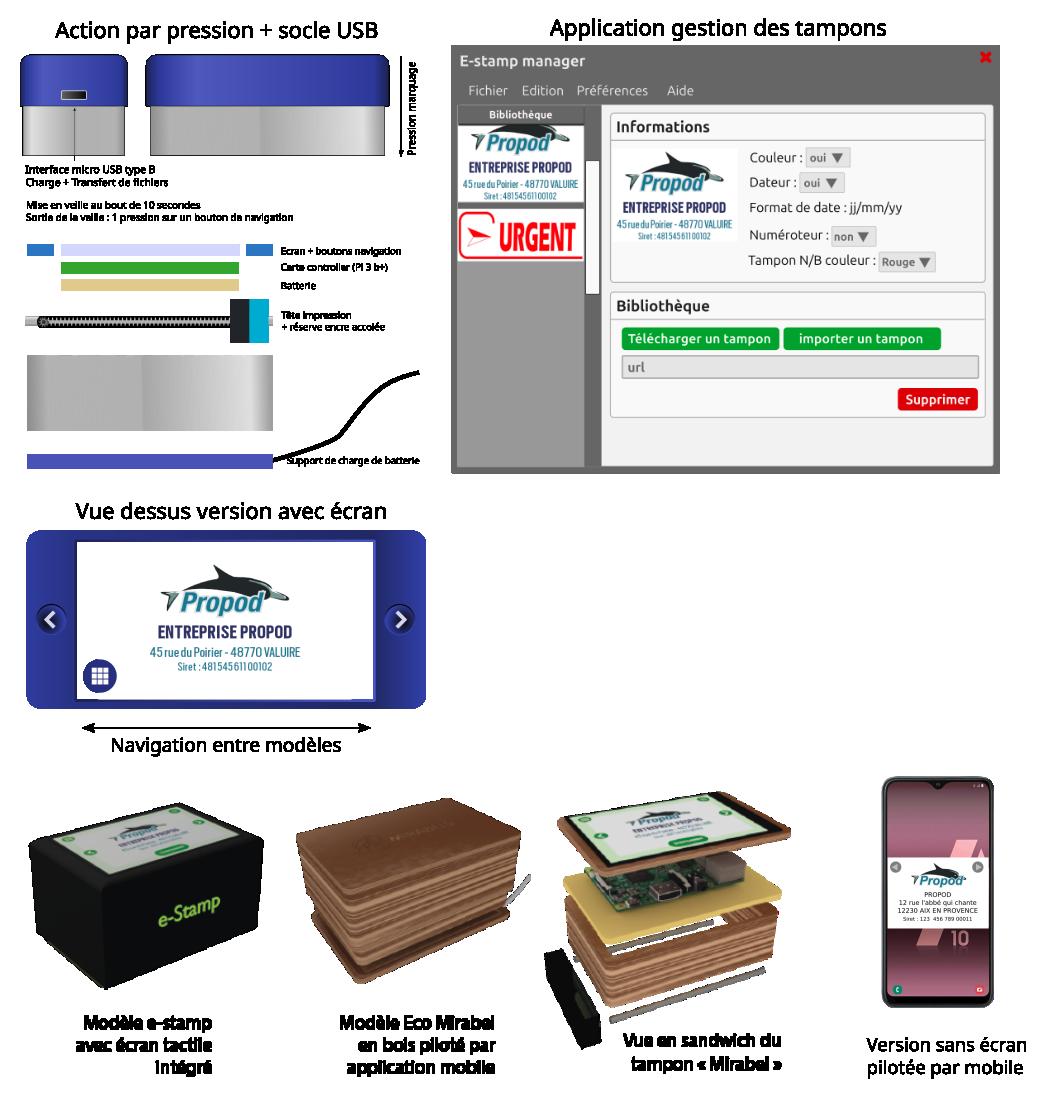 Action par pression + socle USB
Pression marquage
Interface micro USB type B
Charge + Transfert de fichiers
Mise en veille au bout de 10 secondes
Sortie de la veille : 1 pression sur un bouton de navigation
Ecran + boutons navigation
Carte controller (Pi 3 b+)
Batterie
Tête impression
+ réserve encre accolée
Support de charge de batterie
Application gestion des tampons
E-stamp manager
Fichier Edition Préférences Aide
Bibliothèque
Propod
ENTREPRISE PROPOD
45 rue du Poirier - 48770 VALUIRE
Siret : 48154561100102
URGENT
Informations
Propod
ENTREPRISE PROPOD
45 rue du Poirier - 48770 VALUIRE
Siret : 48154561100102
Couleur : oui
Dateur : oui
Format de date : jj/mm/yy
Numéroteur : non
Tampon N/B couleur : Rouge
Bibliothèque
Télécharger un tampon
importer un tampon
url
Supprimer
Vue dessus version avec écran
Propod
ENTREPRISE PROPOD
45 rue du Poirier - 48770 VALUIRE
Siret : 48154561100102
Navigation entre modèles
Propod
ENTREPRISE PROPOD
e-Stamp
Modèle e-stamp
avec écran tactile
intégré
MIRABELL
Modèle Eco Mirabel
en bois piloté par
application mobile
Propod
ENTREPRISE PROPOD
Vue en sandwich du
tampon « Mirabel »
Propod
PROPOD
12 rue l'abbé qui chante
12230 AIX EN PROVENCE
Siret : 123 456 789 00011
10
Version sans écran
pilotée par mobile